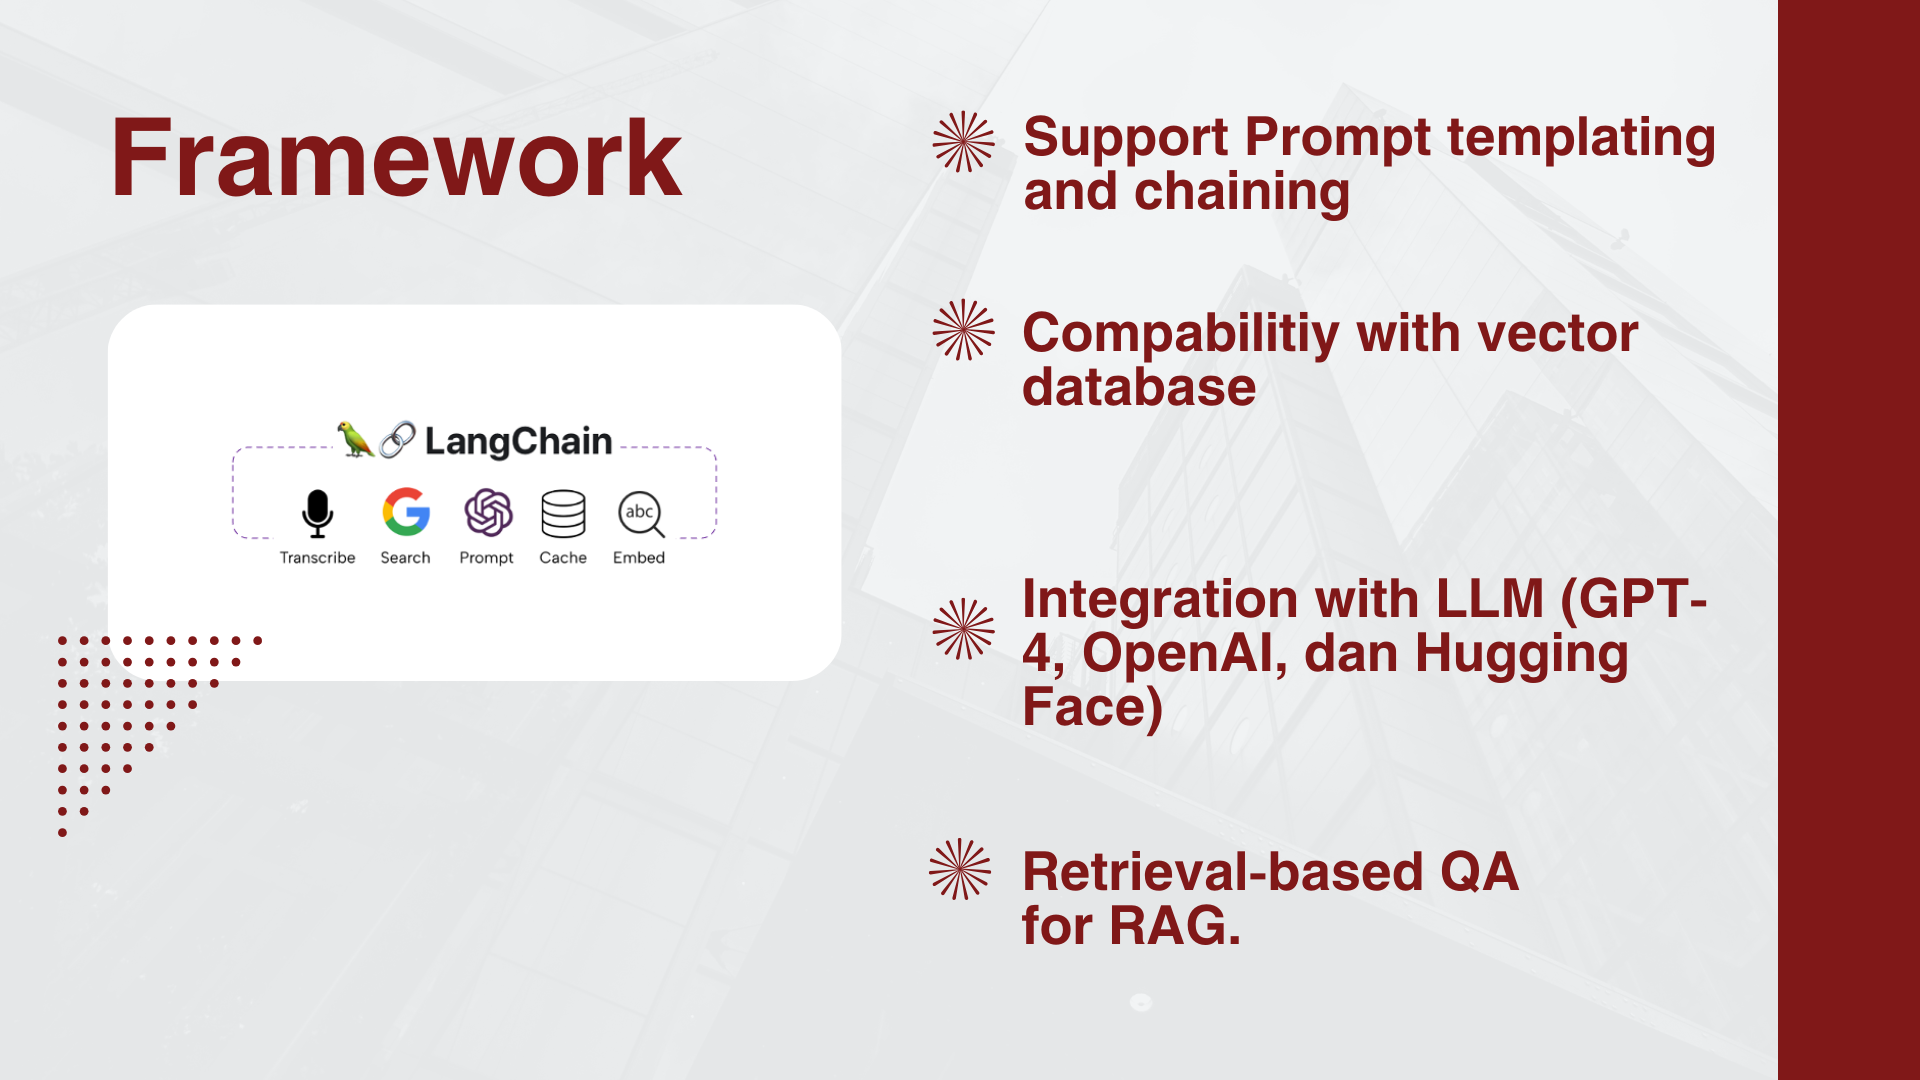 Framework
LangChain
Transcribe
Search
Prompt
Cache
abc
Embed
Support Prompt templating
and chaining
Compabilitiy with vector
database
Integration with LLM (GPT-
4, OpenAI, dan Hugging
Face)
Retrieval-based QA
for RAG.